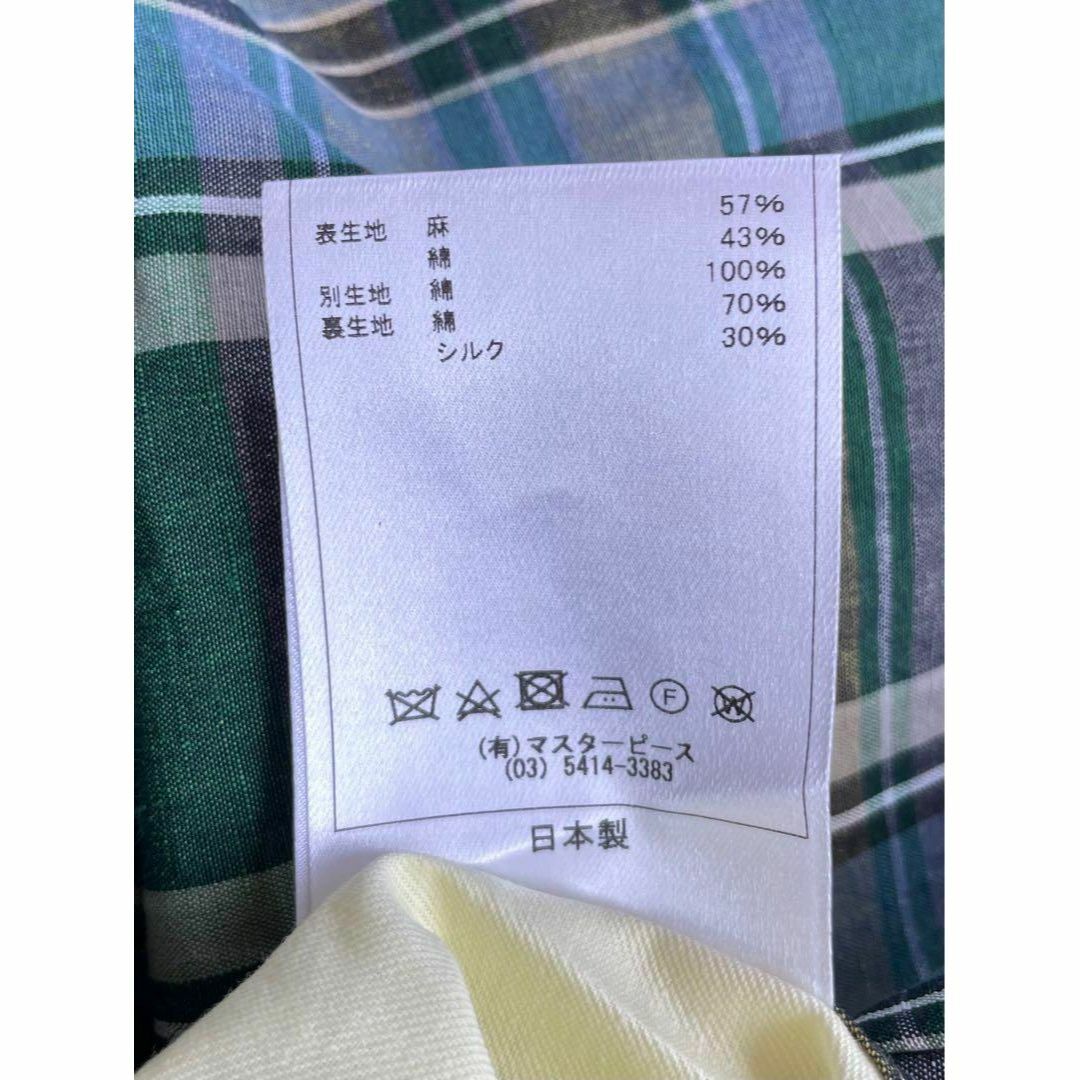 表生地 麻 57%
綿 43%
別生地 綿 100%
裏生地 綿 70%
シルク 30%
F W
(有)マスターピース
(03) 5414-3383
日本製